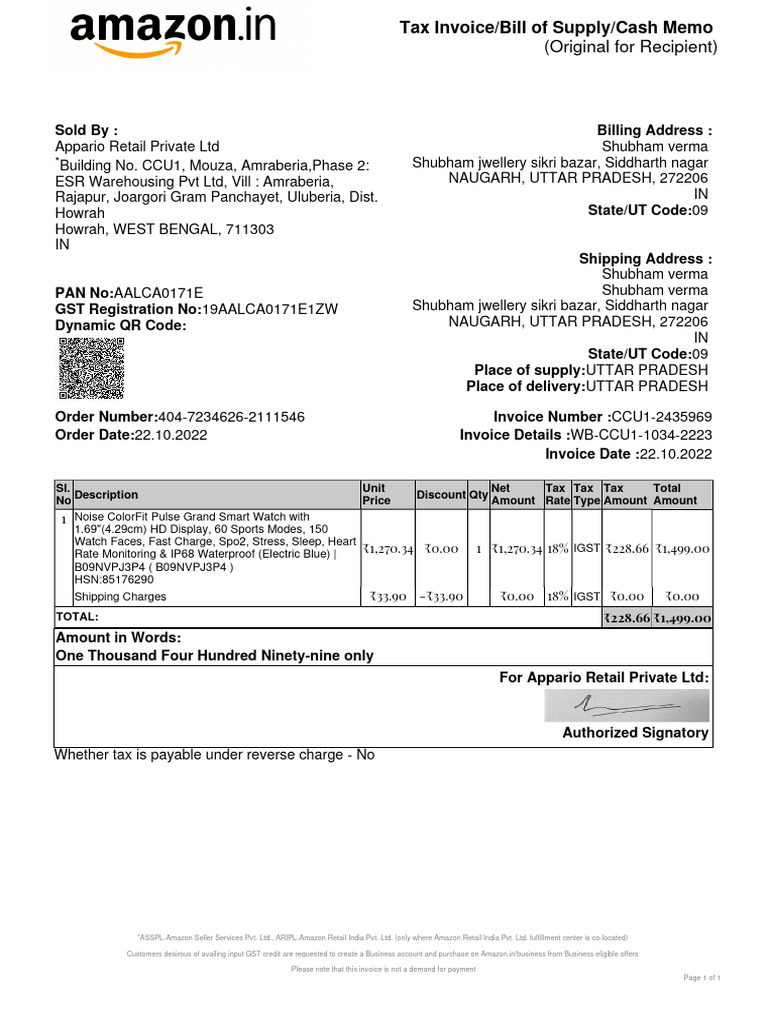 amazon.in
Tax Invoice/Bill of Supply/Cash Memo
(Original for Recipient)
Sold By :
Appario Retail Private Ltd
*Building No. CCU1, Mouza, Amraberia,Phase 2:
ESR Warehousing Pvt Ltd, Vill : Amraberia,
Rajapur, Joargori Gram Panchayet, Uluberia, Dist.
Howrah
Howrah, WEST BENGAL, 711303
IN
Billing Address :
Shubham verma
Shubham jwellery sikri bazar, Siddharth nagar
NAUGARH, UTTAR PRADESH, 272206
IN
State/UT Code:09
PAN No:AALCA0171E
GST Registration No:19AALCA0171E1ZW
Dynamic QR Code:
Shipping Address :
Shubham verma
Shubham verma
Shubham jwellery sikri bazar, Siddharth nagar
NAUGARH, UTTAR PRADESH, 272206
IN
State/UT Code:09
Place of supply:UTTAR PRADESH
Place of delivery:UTTAR PRADESH
Order Number:404-7234626-2111546
Order Date:22.10.2022
Invoice Number :CCU1-2435969
Invoice Details :WB-CCU1-1034-2223
Invoice Date :22.10.2022
Sl. No Description Unit Price Discount Qty Net Amount Tax Rate Tax Type Tax Amount Total Amount
1 Noise ColorFit Pulse Grand Smart Watch with
1.69"(4.29cm) HD Display, 60 Sports Modes, 150
Watch Faces, Fast Charge, Spo2, Stress, Sleep, Heart
Rate Monitoring & IP68 Waterproof (Electric Blue) |
B09NVPJ3P4 ( B09NVPJ3P4 )
HSN:85176290
₹1,270.34 ₹0.00 1 ₹1,270.34 18% IGST ₹228.66 ₹1,499.00
Shipping Charges ₹33.90 -₹33.90 ₹0.00 18% IGST ₹0.00 ₹0.00
TOTAL: ₹228.66 ₹1,499.00
Amount in Words:
One Thousand Four Hundred Ninety-nine only
For Appario Retail Private Ltd:
Authorized Signatory
Whether tax is payable under reverse charge - No
*ASSPL-Amazon Seller Services Pvt. Ltd., ARIPL-Amazon Retail India Pvt. Ltd. (only where Amazon Retail India Pvt. Ltd. fulfillment center is co-located)
Customers desirous of availing input GST credit are requested to create a Business account and purchase on Amazon.in/business from Business eligible offers
Please note that this invoice is not a demand for payment
Page 1 of 1